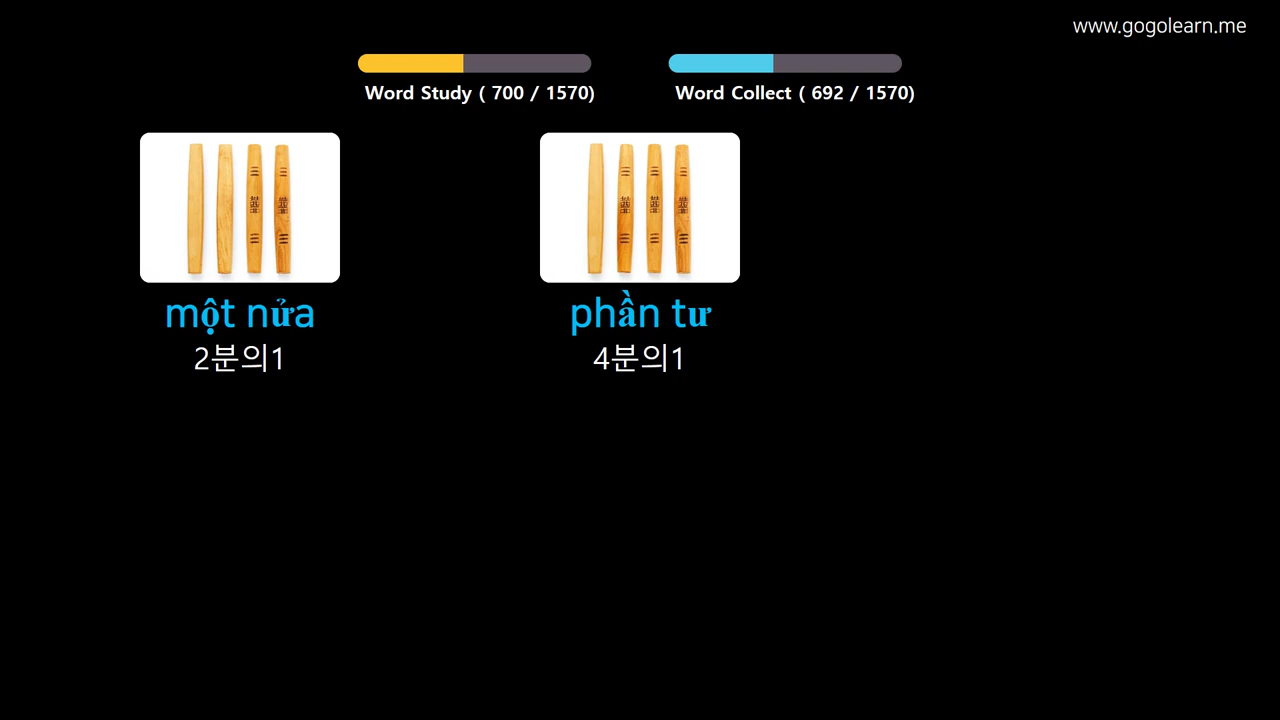 www.gogolearn.me
Word Study ( 700 / 1570)
Word Collect ( 692 / 1570)
một nửa
2분의1
phần tư
4분의1